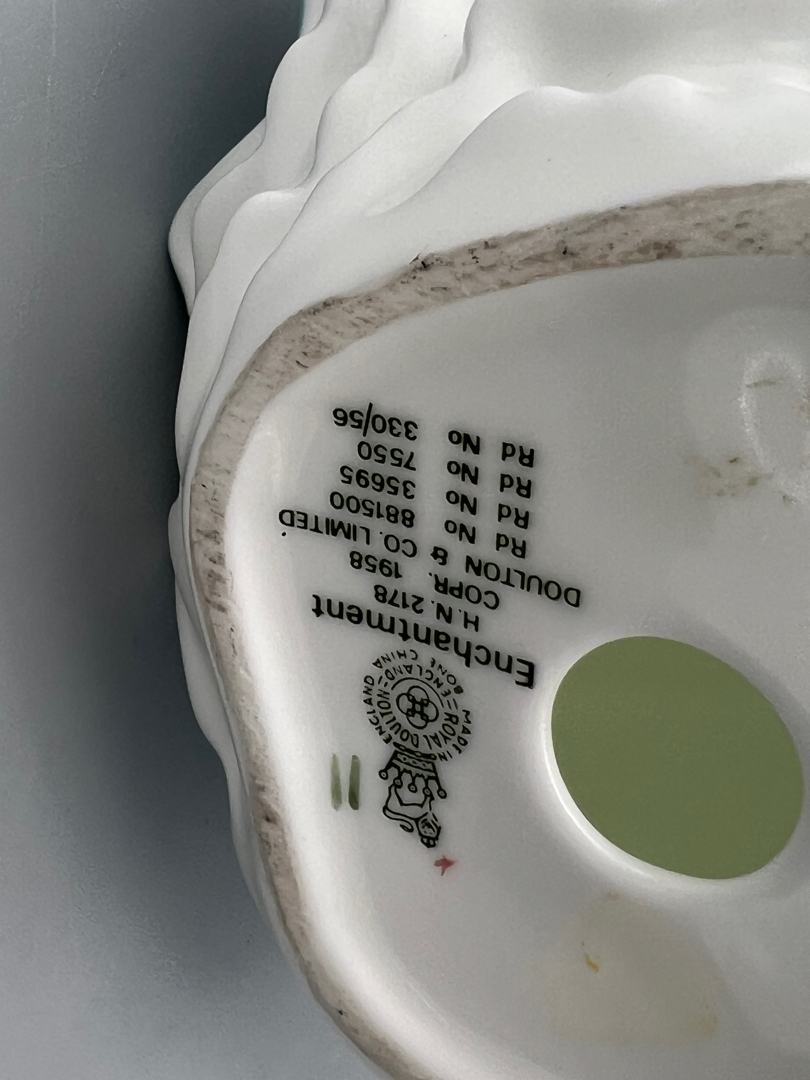 MADE IN ENGLAND
ROYAL DOULTON
ENGLAND
BONE CHINA
Enchantment
H.N. 2178
COPR. 1958
DOULTON & CO. LIMITED
Rd No 881500
Rd No 35695
Rd No 7550
Rd No 330/56